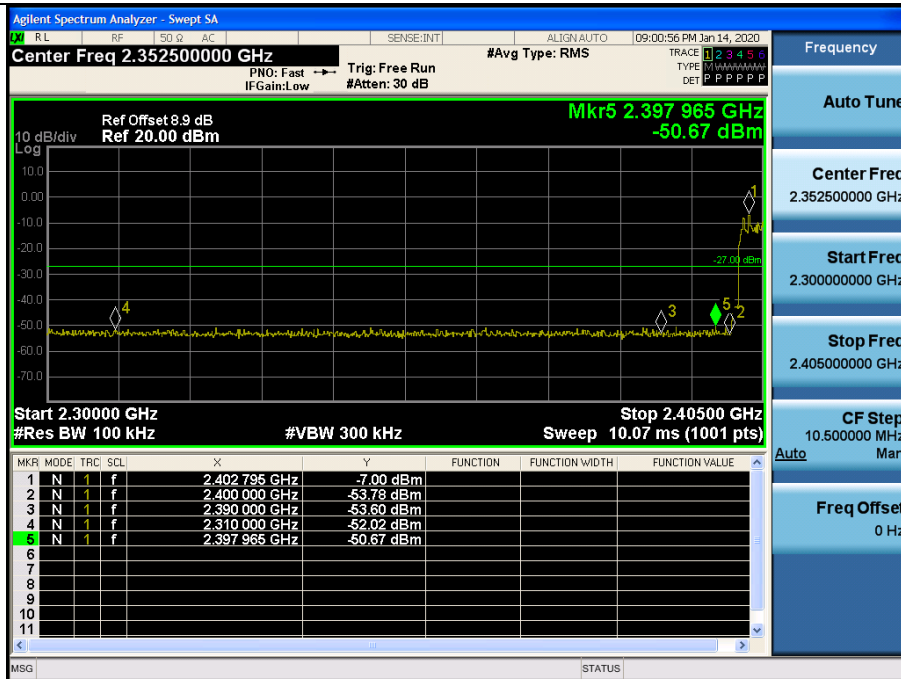 Agilent Spectrum Analyzer - Swept SA
LXI RL RF 50 Ω AC SENSE:INT ALIGN AUTO 09:00:56 PM Jan 14, 2020
Center Freq 2.352500000 GHz
PNO: Fast
IFGain:Low
Trig: Free Run
#Atten: 30 dB
#Avg Type: RMS
TRACE 1 2 3 4 5 6
TYPE M WWWWW
DET P P P P P P
Frequency
Mkr5 2.397 965 GHz
-50.67 dBm
Ref Offset 8.9 dB
10 dB/div Ref 20.00 dBm
Log
10.0
0.00
-10.0
-20.0
-30.0
-40.0
-50.0
-60.0
-70.0
1
-27.00 dBm
4
3
5
2
Start 2.30000 GHz Stop 2.40500 GHz
#Res BW 100 kHz #VBW 300 kHz Sweep 10.07 ms (1001 pts)
MKR MODE TRC SCL X Y FUNCTION FUNCTION WIDTH FUNCTION VALUE
1 N 1 f 2.402 795 GHz -7.00 dBm
2 N 1 f 2.400 000 GHz -53.78 dBm
3 N 1 f 2.390 000 GHz -53.60 dBm
4 N 1 f 2.310 000 GHz -52.02 dBm
5 N 1 f 2.397 965 GHz -50.67 dBm
6
7
8
9
10
11
MSG STATUS
Auto Tune
Center Freq
2.352500000 GHz
Start Freq
2.300000000 GHz
Stop Freq
2.405000000 GHz
CF Step
10.500000 MHz
Auto Man
Freq Offset
0 Hz